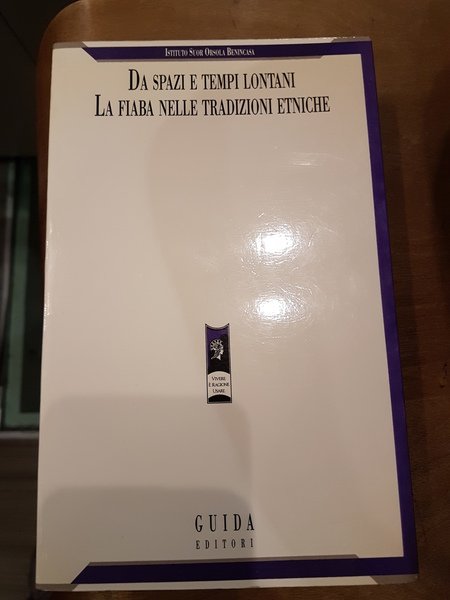 ISTITUTO SUOR ORSOLA BENINCASA
DA SPAZI E TEMPI LONTANI
LA FIABA NELLE TRADIZIONI ETNICHE
VIVERE
È RAGIONE
USARE
GUIDA
EDITORI